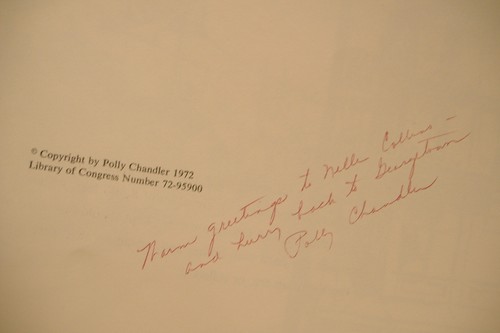 © Copyright by Polly Chandler 1972
Library of Congress Number 72-95900
Warm greetings to Nelle Collins –
and hurry back to Georgetown
Polly Chandler